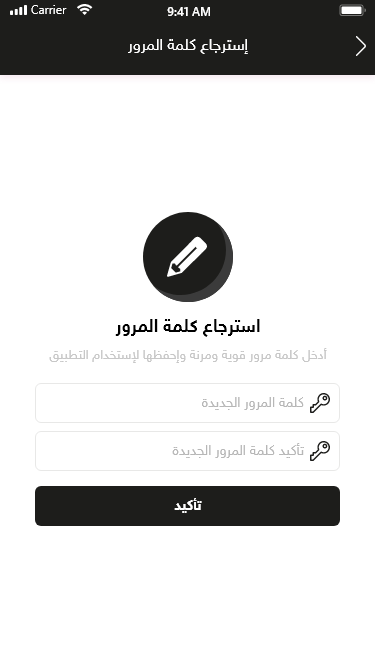 Carrier 9:41 AM
إسترجاع كلمة المرور
استرجاع كلمة المرور
أدخل كلمة مرور قوية ومرنة وإحفظها لإستخدام التطبيق
كلمة المرور الجديدة
تأكيد كلمة المرور الجديدة
تأكيد